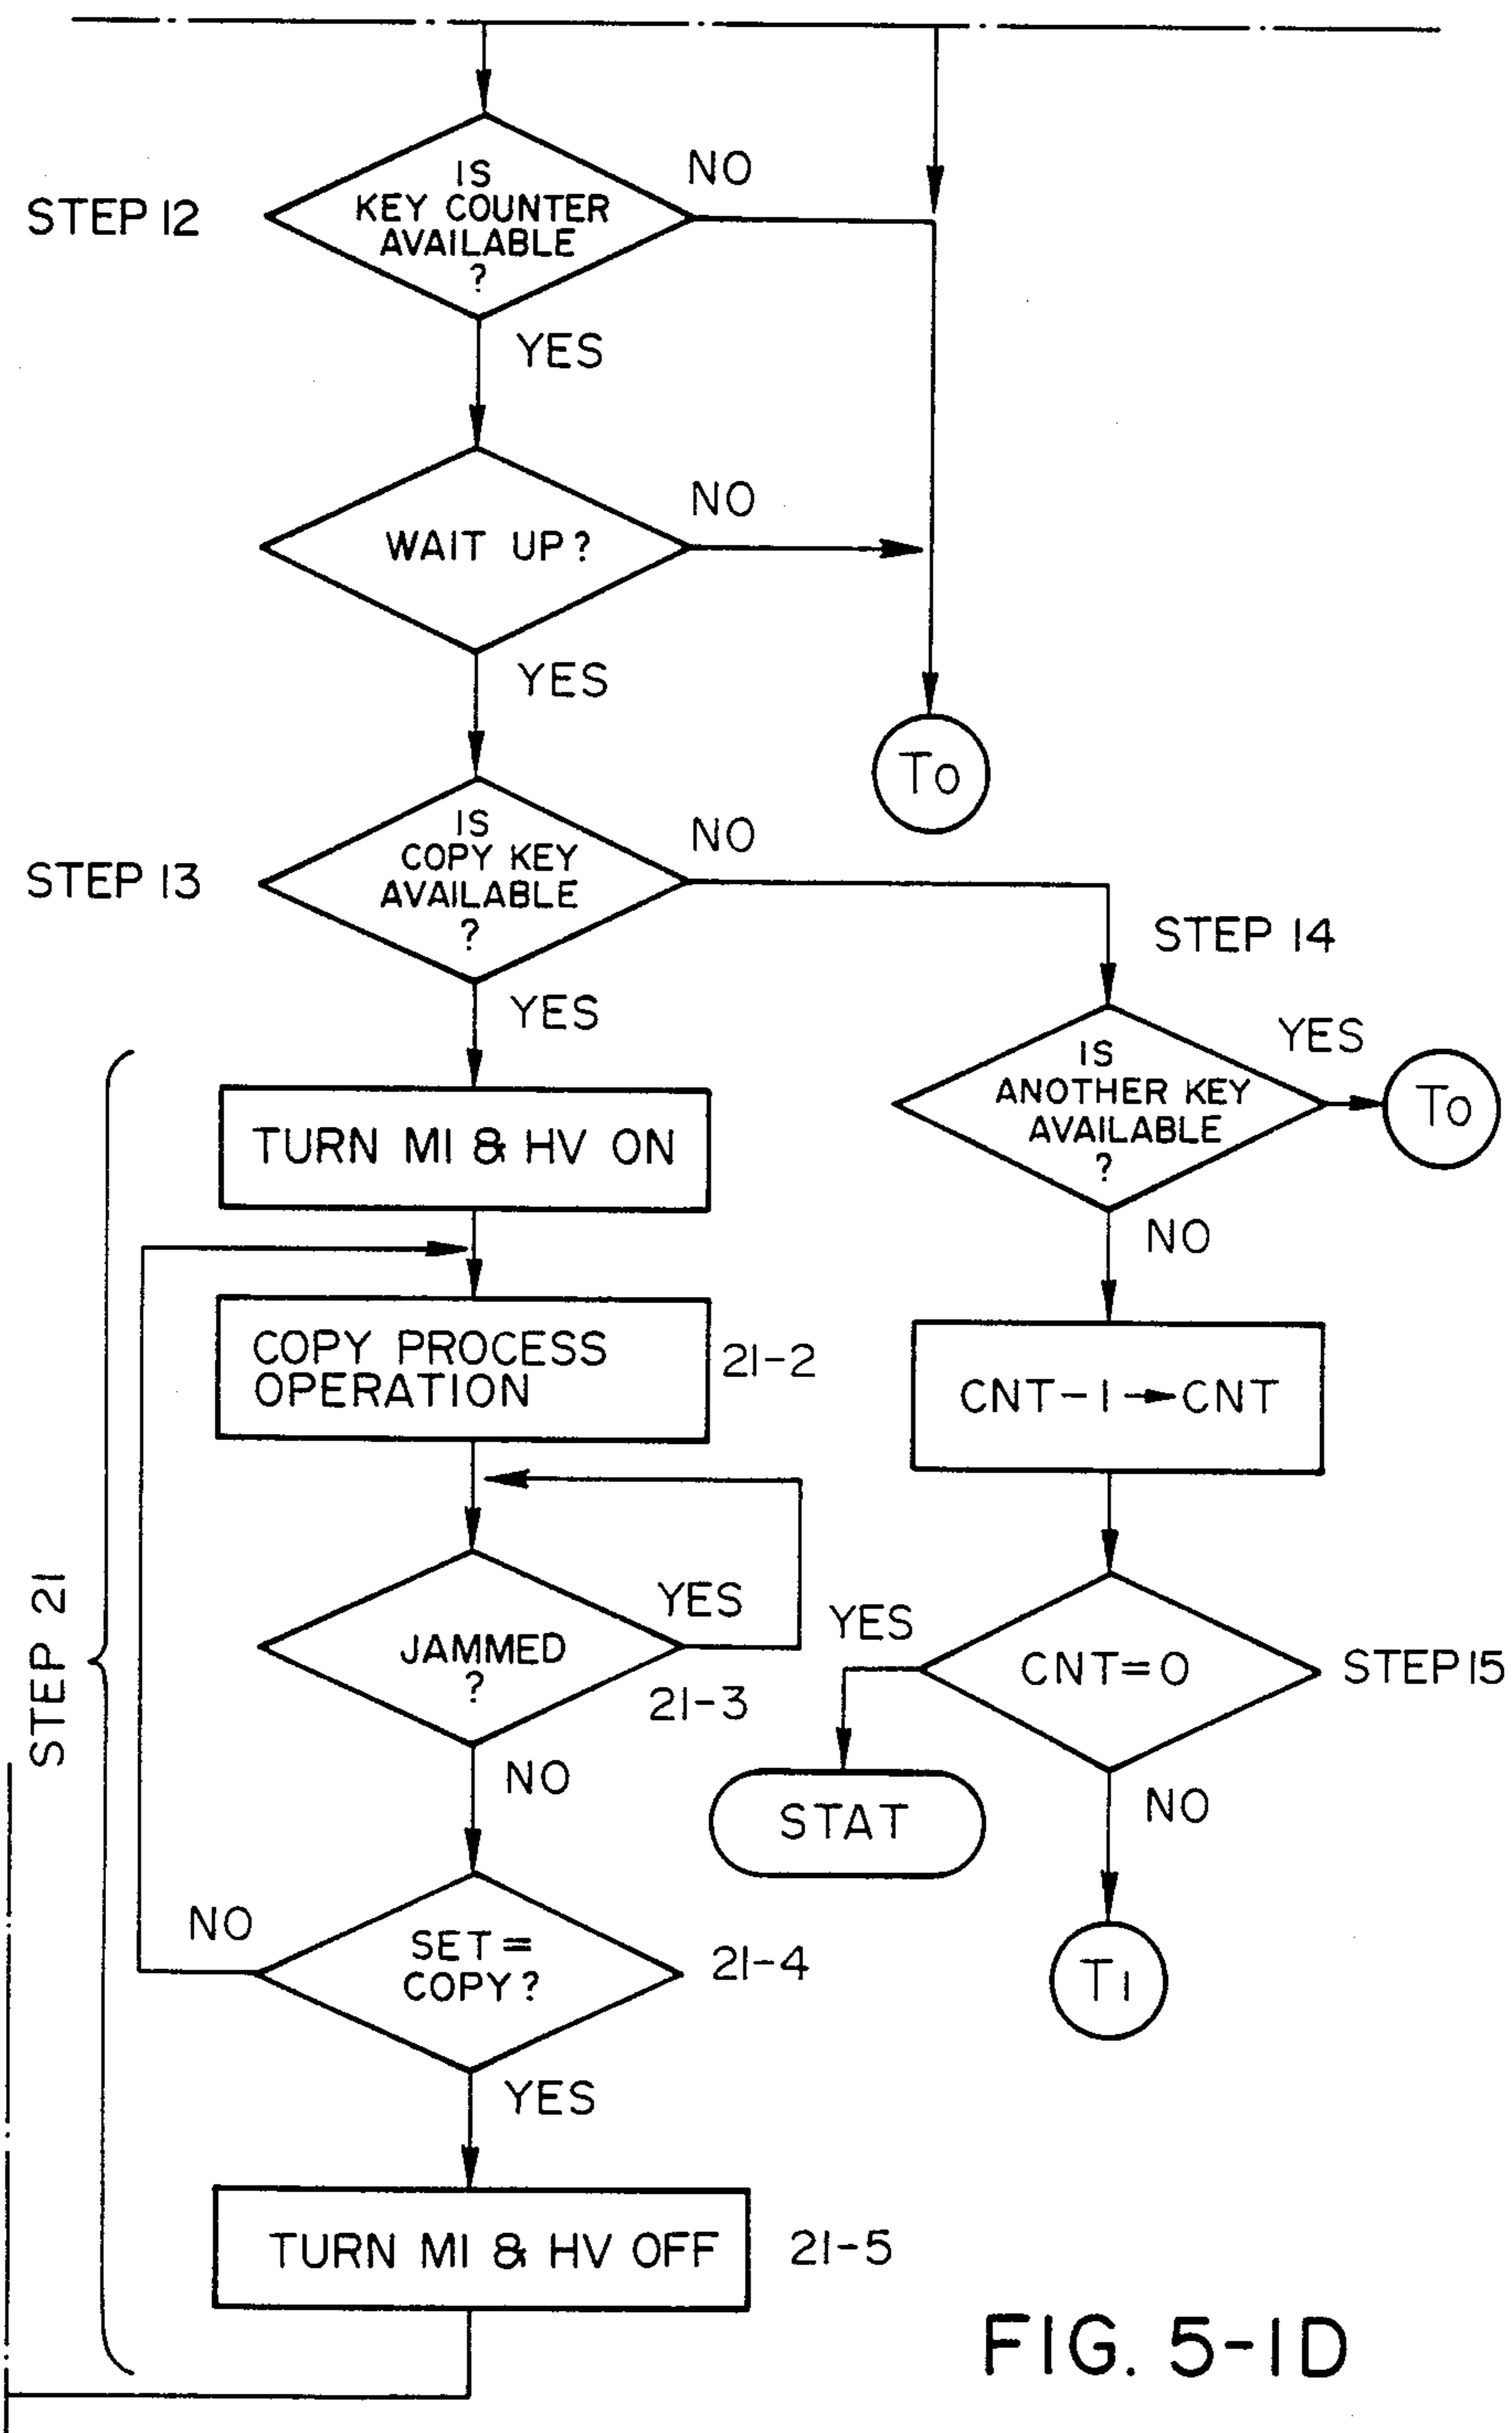 IS
KEY COUNTER
AVAILABLE
?
NO
STEP 12
YES
WAIT UP?
NO
YES
To
IS
COPY KEY
AVAILABLE
?
NO
STEP 13
YES
STEP 14
IS
ANOTHER KEY
AVAILABLE
?
YES
To
NO
TURN M1 & HV ON
COPY PROCESS
OPERATION
21-2
CNT-1→CNT
STEP 21
JAMMED
?
YES
21-3
NO
YES
CNT=0
STEP 15
STAT
NO
T1
NO
SET=
COPY?
21-4
YES
TURN M1 & HV OFF
21-5
FIG. 5-1D